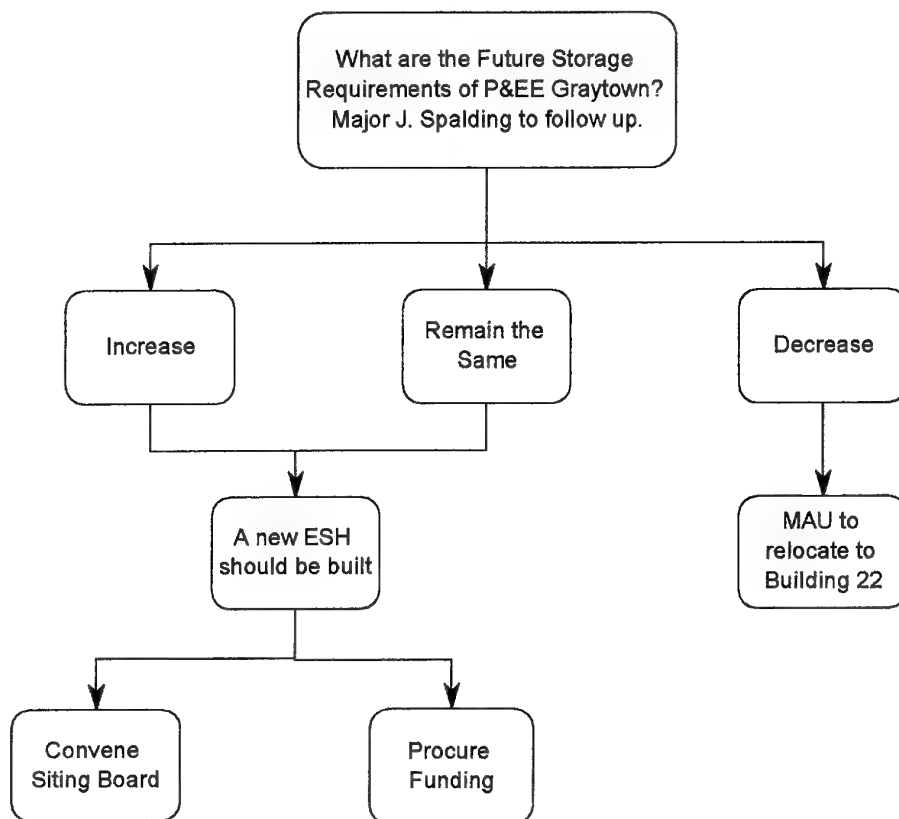 What are the Future Storage
Requirements of P&EE Graytown?
Major J. Spalding to follow up.
Increase
Remain the
Same
Decrease
A new ESH
should be built
MAU to
relocate to
Building 22
Convene
Siting Board
Procure
Funding